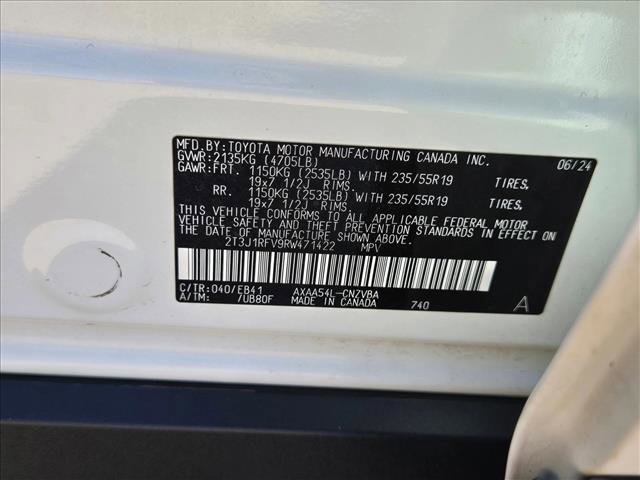 MFD.BY:TOYOTA MOTOR MANUFACTURING CANADA INC. 06/24
GVWR:2135KG (4705LB)
GAWR:FRT. 1150KG (2535LB) WITH 235/55R19 TIRES,
19x7 1/2J RIMS.
RR. 1150KG (2535LB) WITH 235/55R19 TIRES,
19x7 1/2J RIMS.
THIS VEHICLE CONFORMS TO ALL APPLICABLE FEDERAL MOTOR
VEHICLE SAFETY AND THEFT PREVENTION STANDARDS IN EFFECT ON
THE DATE OF MANUFACTURE SHOWN ABOVE.
2T3J1RFV9RW471422 MPV
C/TR:040/EB41 AXAA54L-CNZVBA
A/TM: /UB80F MADE IN CANADA 740 A